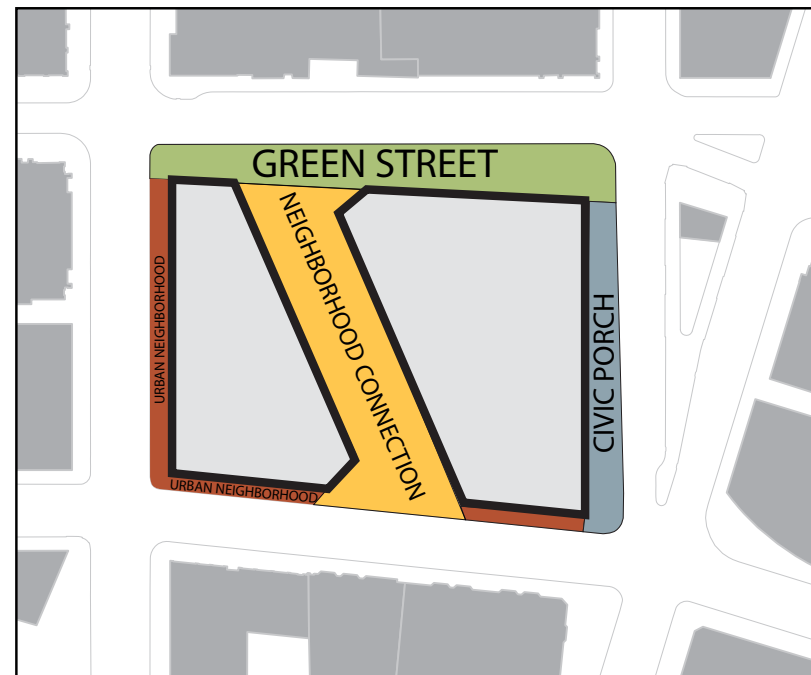 GREEN STREET
NEIGHBORHOOD CONNECTION
URBAN NEIGHBORHOOD
CIVIC PORCH
URBAN NEIGHBORHOOD